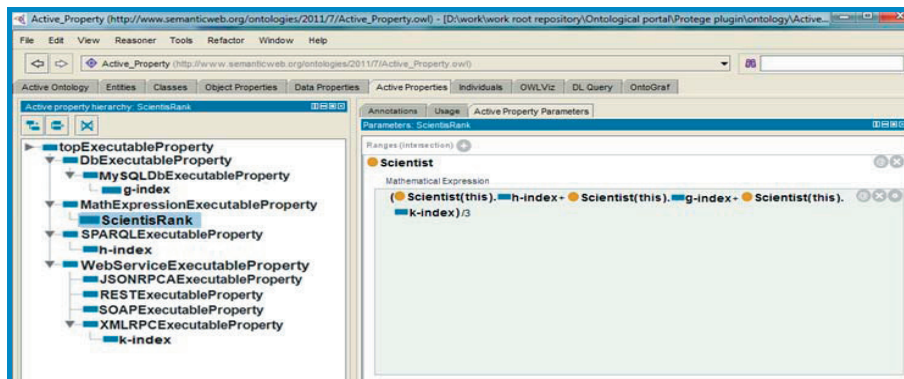 Active_Property (http://www.semanticweb.org/ontologies/2011/7/Active_Property.owl) - [D:\work\work root repository\Ontological portal\Protege plugin\ontology\Active...
File Edit View Reasoner Tools Refactor Window Help
Active_Property (http://www.semanticweb.org/ontologies/2011/7/Active_Property.owl)
Active Ontology Entities Classes Object Properties Data Properties Active Properties Individuals OWLViz DL Query OntoGraf
Active property hierarchy: ScientisRank
topExecutableProperty
DbExecutableProperty
MySQLDbExecutableProperty
g-index
MathExpressionExecutableProperty
ScientisRank
SPARQLExecutableProperty
h-index
WebServiceExecutableProperty
JSONRPCAExecutableProperty
RESTExecutableProperty
SOAPExecutableProperty
XMLRPCExecutableProperty
k-index
Annotations Usage Active Property Parameters
Parameters: ScientisRank
Ranges (intersection)
Scientist
Mathematical Expression
(Scientist(this).h-index+ Scientist(this).g-index+ Scientist(this).
k-index)/3